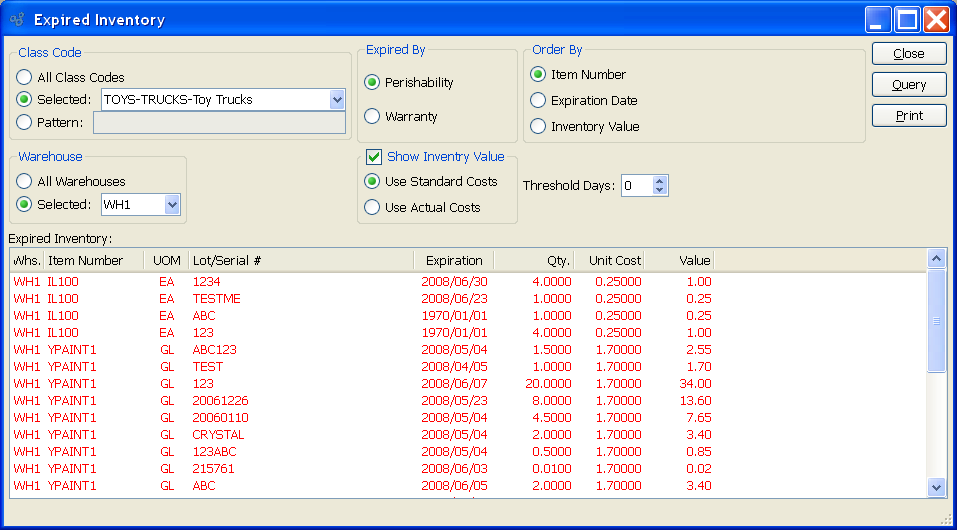 Expired Inventory
Class Code
All Class Codes
Selected: TOYS-TRUCKS-Toy Trucks
Pattern:
Expired By
Perishability
Warranty
Order By
Item Number
Expiration Date
Inventory Value
Close
Query
Print
Warehouse
All Warehouses
Selected: WH1
Show Inventry Value
Use Standard Costs
Use Actual Costs
Threshold Days: 0
Expired Inventory:
Whs. Item Number UOM Lot/Serial # Expiration Qty. Unit Cost Value
WH1 IL100 EA 1234 2008/06/30 4.0000 0.25000 1.00
WH1 IL100 EA TESTME 2008/06/23 1.0000 0.25000 0.25
WH1 IL100 EA ABC 1970/01/01 1.0000 0.25000 0.25
WH1 IL100 EA 123 1970/01/01 4.0000 0.25000 1.00
WH1 YPAINT1 GL ABC123 2008/05/04 1.5000 1.70000 2.55
WH1 YPAINT1 GL TEST 2008/04/05 1.0000 1.70000 1.70
WH1 YPAINT1 GL 123 2008/06/07 20.0000 1.70000 34.00
WH1 YPAINT1 GL 20061226 2008/05/23 8.0000 1.70000 13.60
WH1 YPAINT1 GL 20060110 2008/05/04 4.5000 1.70000 7.65
WH1 YPAINT1 GL CRYSTAL 2008/05/04 2.0000 1.70000 3.40
WH1 YPAINT1 GL 123ABC 2008/05/04 0.5000 1.70000 0.85
WH1 YPAINT1 GL 215761 2008/06/03 0.0100 1.70000 0.02
WH1 YPAINT1 GL ABC 2008/06/05 2.0000 1.70000 3.40